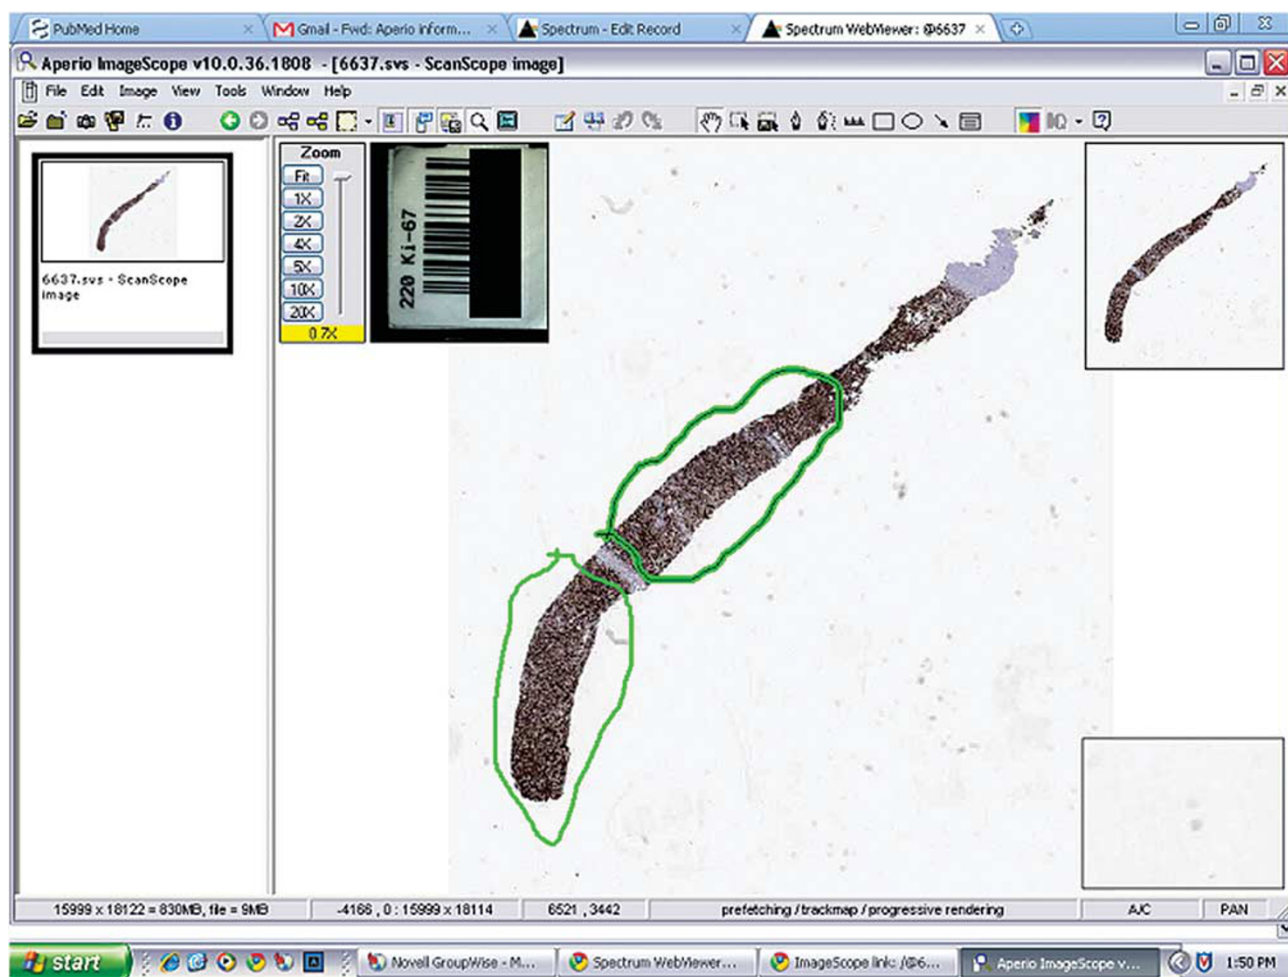 PubMed Home
Gmail - Fwd: Aperio inform...
Spectrum - Edit Record
Spectrum WebViewer: @6637
Aperio ImageScope v10.0.36.1808 - [6637.svs - ScanScope image]
File Edit Image View Tools Window Help
6637.svs - ScanScope
image
Zoom
Fit
1X
2X
4X
5X
10X
20X
0.7X
220 Ki-67
15999 x 18122 = 830MB, file = 9MB
-4166 , 0 : 15999 x 18114
6521 , 3442
prefetching / trackmap / progressive rendering
A/C
PAN
start
Novell GroupWise - M...
Spectrum WebViewer...
ImageScope link: /@6...
Aperio ImageScope v...
1:50 PM